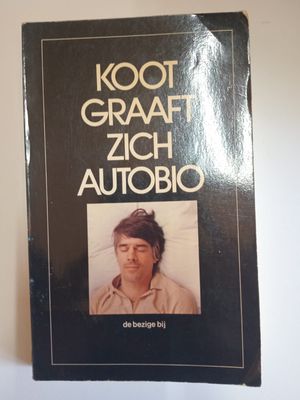 KOOT
GRAAFT
ZICH
AUTOBIO
de bezige bij